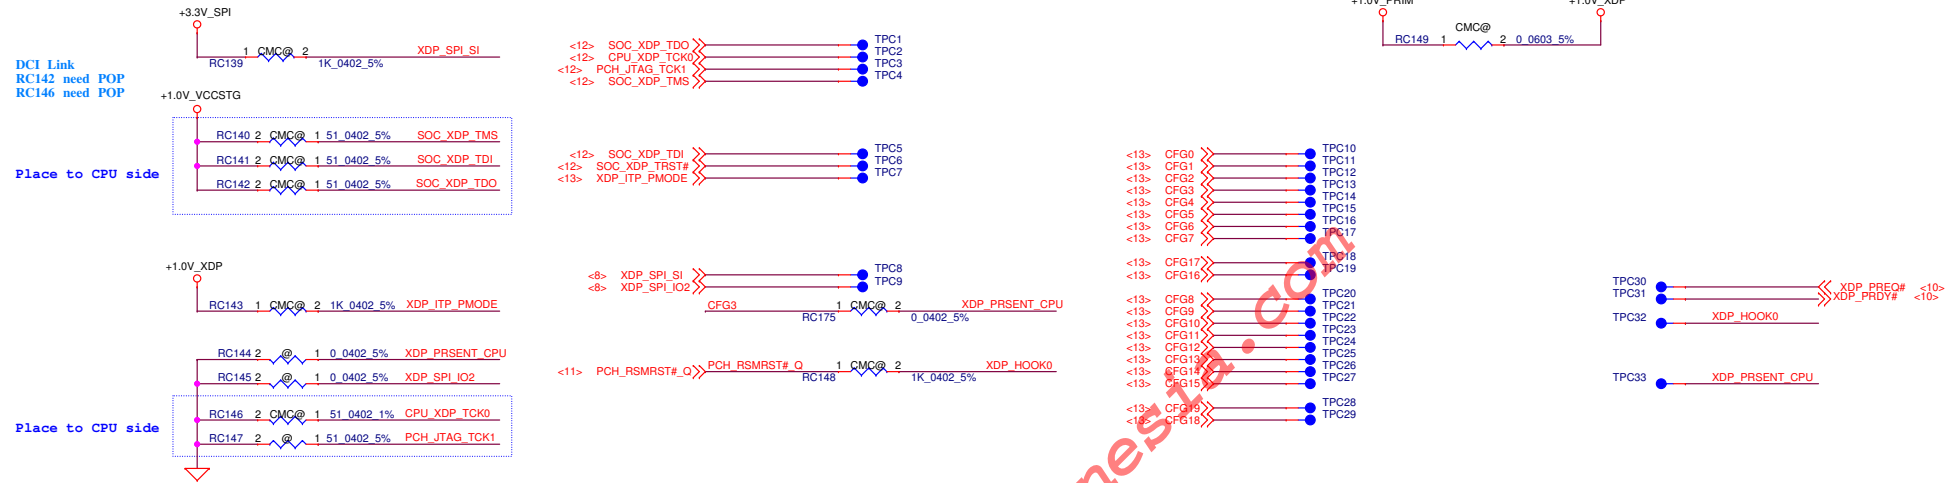 +3.3V_SPI
RC139 1 CMC@ 2 1K_0402_5% XDP_SPI_SI
DCI Link
RC142 need POP
RC146 need POP
+1.0V_VCCSTG
RC140 2 CMC@ 1 51_0402_5% SOC_XDP_TMS
RC141 2 CMC@ 1 51_0402_5% SOC_XDP_TDI
Place to CPU side
RC142 2 CMC@ 1 51_0402_5% SOC_XDP_TDO
+1.0V_XDP
RC143 1 CMC@ 2 1K_0402_5% XDP_ITP_PMODE
RC144 2 @ 1 0_0402_5% XDP_PRSENT_CPU
RC145 2 @ 1 0_0402_5% XDP_SPI_IO2
RC146 2 CMC@ 1 51_0402_1% CPU_XDP_TCK0
Place to CPU side
RC147 2 @ 1 51_0402_5% PCH_JTAG_TCK1
<12> SOC_XDP_TDO TPC1
<12> CPU_XDP_TCK0 TPC2
<12> PCH_JTAG_TCK1 TPC3
<12> SOC_XDP_TMS TPC4
<12> SOC_XDP_TDI TPC5
<12> SOC_XDP_TRST# TPC6
<13> XDP_ITP_PMODE TPC7
<8> XDP_SPI_SI TPC8
<8> XDP_SPI_IO2 TPC9
CFG3 RC175 1 CMC@ 2 0_0402_5% XDP_PRSENT_CPU
<11> PCH_RSMRST#_Q PCH_RSMRST#_Q RC148 1 CMC@ 2 1K_0402_5% XDP_HOOK0
+1.0V_PRIM +1.0V_XDP
RC149 1 CMC@ 2 0_0603_5%
<13> CFG0 TPC10
<13> CFG1 TPC11
<13> CFG2 TPC12
<13> CFG3 TPC13
<13> CFG4 TPC14
<13> CFG5 TPC15
<13> CFG6 TPC16
<13> CFG7 TPC17
<13> CFG17 TPC18
<13> CFG16 TPC19
<13> CFG8 TPC20
<13> CFG9 TPC21
<13> CFG10 TPC22
<13> CFG11 TPC23
<13> CFG12 TPC24
<13> CFG13 TPC25
<13> CFG14 TPC26
<13> CFG15 TPC27
<13> CFG19 TPC28
<13> CFG18 TPC29
TPC30 XDP_PREQ# <10>
TPC31 XDP_PRDY# <10>
TPC32 XDP_HOOK0
TPC33 XDP_PRSENT_CPU
nesia.com